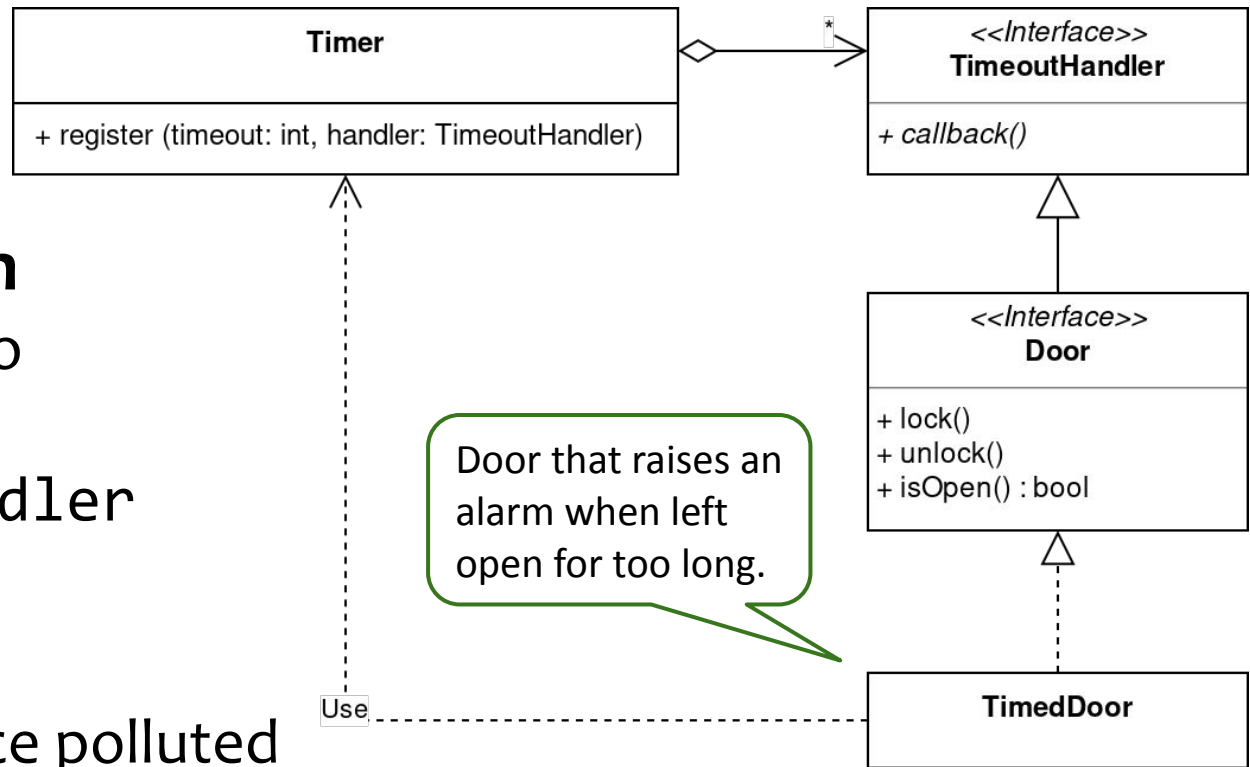 Timer
+ register (timeout: int, handler: TimeoutHandler)
*
<<Interface>>
TimeoutHandler
+ callback()
<<Interface>>
Door
+ lock()
+ unlock()
+ isOpen() : bool
Door that raises an
alarm when left
open for too long.
TimedDoor
Use
n
o
dler
ce polluted